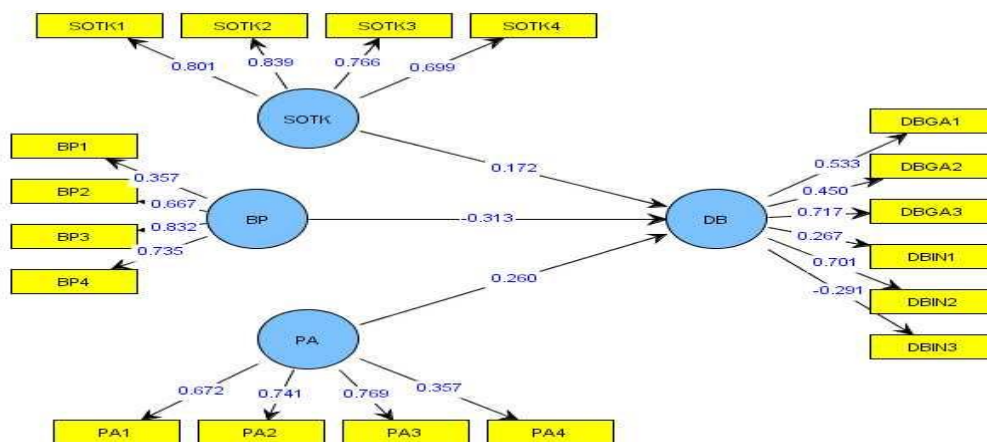 SOTK1 SOTK2 SOTK3 SOTK4
0.801 0.839 0.766 0.699
SOTK
BP1
BP2
BP3
BP4
0.357
0.667
0.832
0.735
BP
0.172
-0.313
0.260
DB
DBGA1
DBGA2
DBGA3
DBIN1
DBIN2
DBIN3
0.533
0.450
0.717
0.267
0.701
-0.291
PA
0.672 0.741 0.769 0.357
PA1 PA2 PA3 PA4